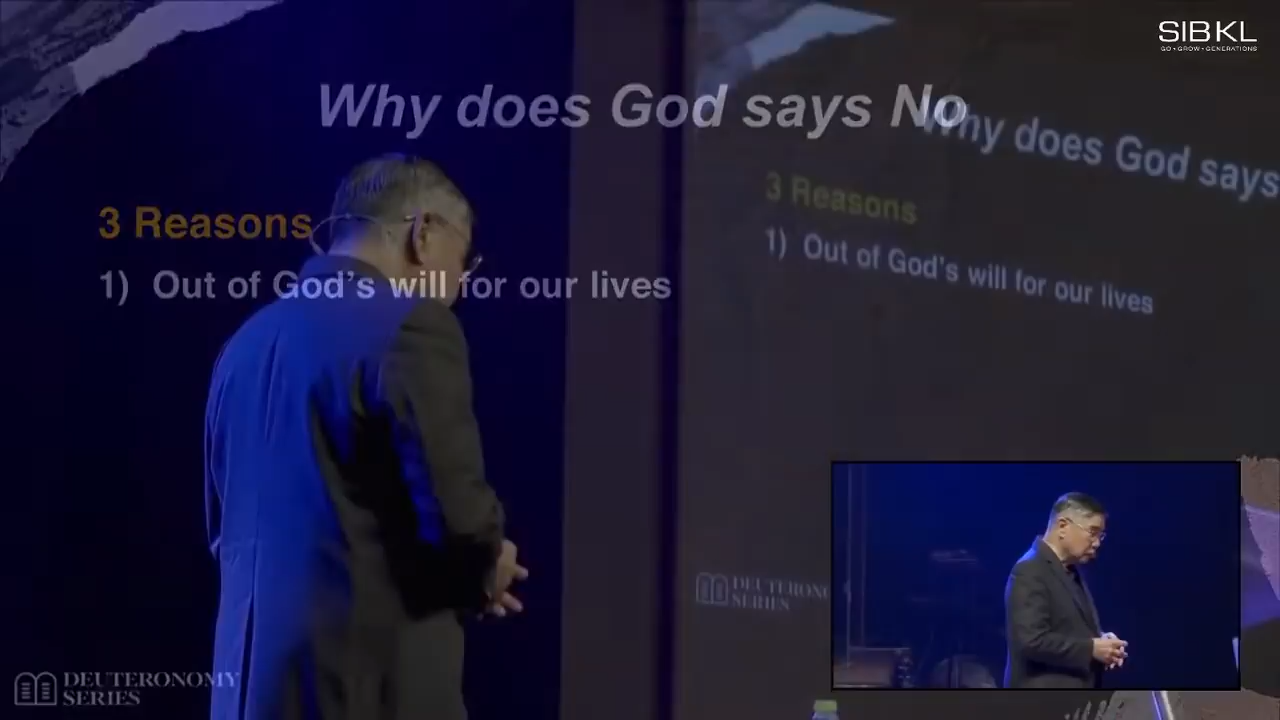 SIBKL
GO • GROW • GENERATIONS
Why does God says No
3 Reasons
1) Out of God's will for our lives
Why does God says
3 Reasons
1) Out of God's will for our lives
DEUTERONOMY
SERIES
DEUTERONO
SERIES